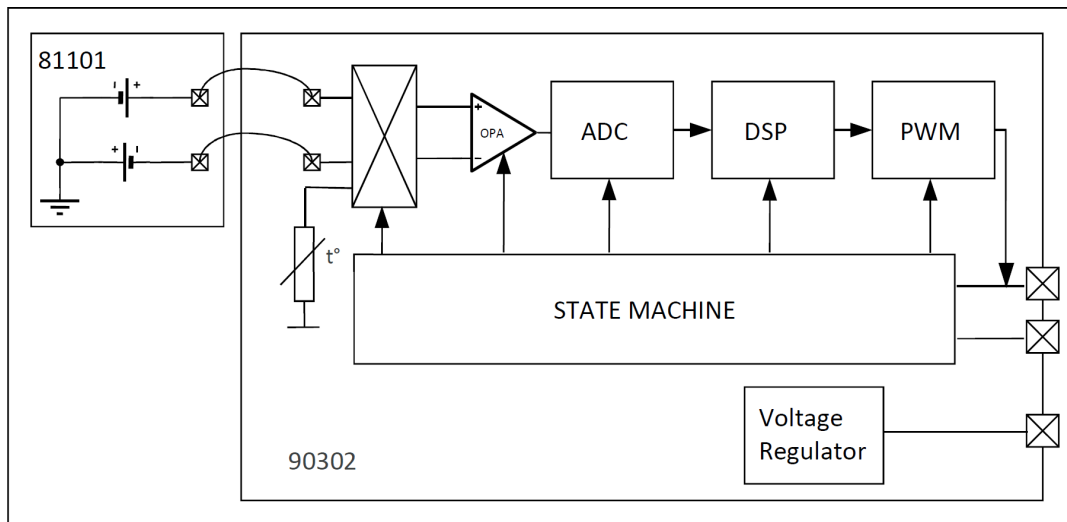 81101
- +
+ -
+
OPA
-
ADC
DSP
PWM
t°
STATE MACHINE
Voltage
Regulator
90302